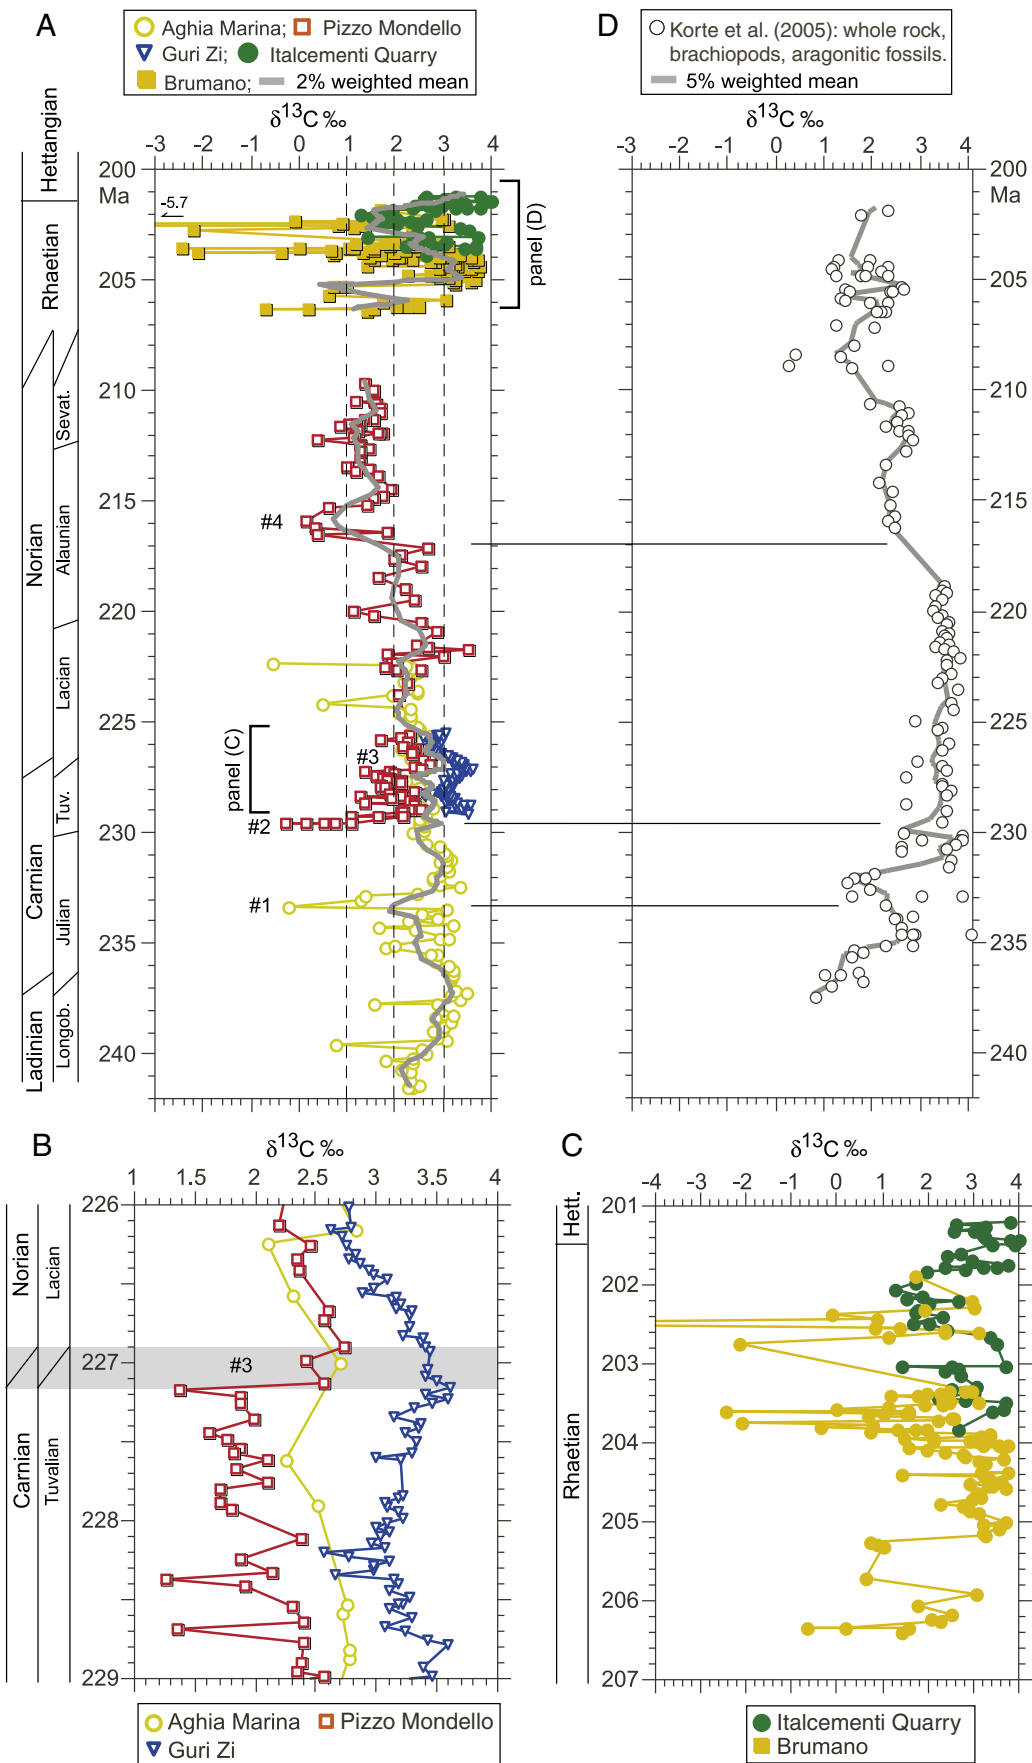 A
Aghia Marina; Pizzo Mondello
Guri Zi; Italcementi Quarry
Brumano; 2% weighted mean
δ13C ‰
-3 -2 -1 0 1 2 3 4
200
Ma
205
210
215
220
225
230
235
240
-5.7
panel (D)
panel (C)
#4
#3
#2
#1
Hettangian
Rhaetian
Norian
Carnian
Ladinian
Sevat.
Alaunian
Lacian
Tuv.
Julian
Longob.
D
Korte et al. (2005): whole rock,
brachiopods, aragonitic fossils.
5% weighted mean
δ13C ‰
-3 -2 -1 0 1 2 3 4
200
Ma
205
210
215
220
225
230
235
240
B
δ13C ‰
1 1.5 2 2.5 3 3.5 4
226
227
228
229
#3
Norian
Lacian
Carnian
Tuvalian
Aghia Marina Pizzo Mondello
Guri Zi
C
δ13C ‰
-4 -3 -2 -1 0 1 2 3 4
201
202
203
204
205
206
207
Hett.
Rhaetian
Italcementi Quarry
Brumano